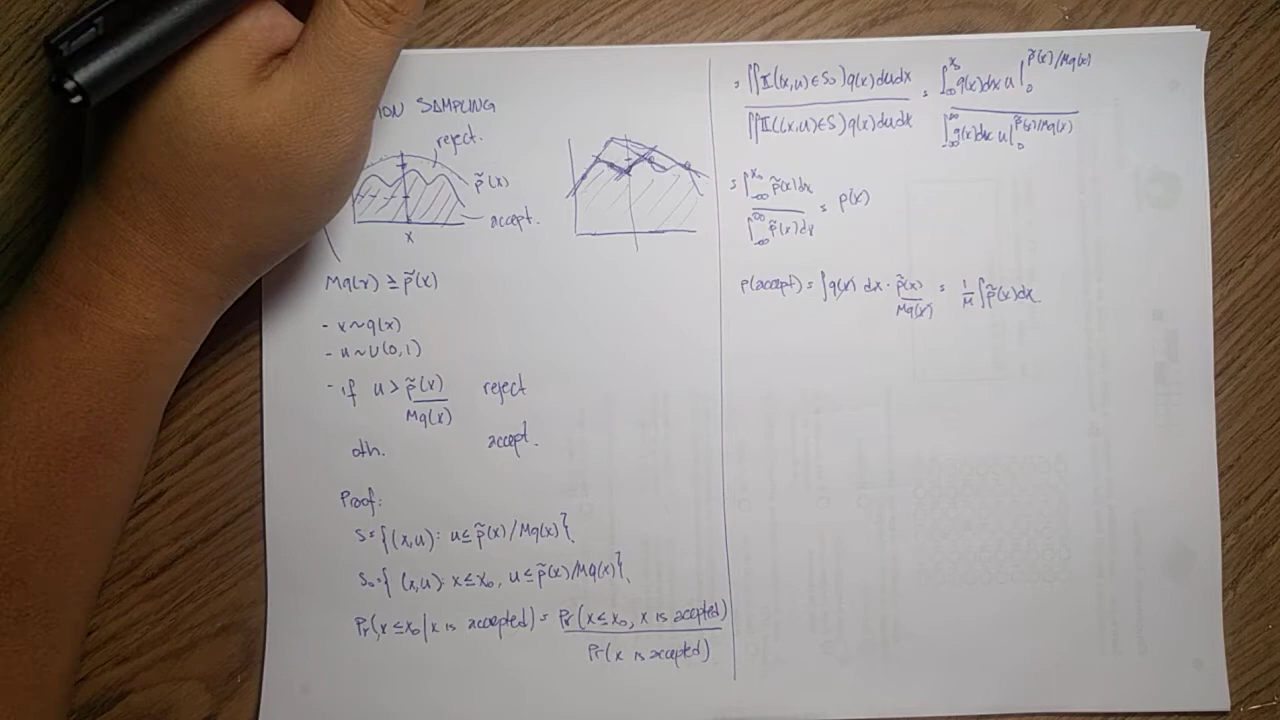 ION SAMPLING
reject.
p̃(x)
accept.
x
Mq(x) ≥ p̃(x)
- x ~ q(x)
- u ~ U(0,1)
- if u > p̃(x)/Mq(x) reject
oth. accept.
Proof:
S = {(x,u): u ≤ p̃(x)/Mq(x)}
S₀ = {(x,u): x ≤ x₀, u ≤ p̃(x)/Mq(x)}
Pr(x ≤ x₀ | x is accepted) = Pr(x ≤ x₀, x is accepted) / Pr(x is accepted)
= ∬ 𝕀((x,u) ∈ S₀) q(x) du dx / ∬ 𝕀((x,u) ∈ S) q(x) du dx = ∫_{-∞}^{x₀} q(x) dx u|₀^{p̃(x)/Mq(x)} / ∫_{-∞}^{∞} q(x) dx u|₀^{p̃(x)/Mq(x)}
= ∫_{-∞}^{x₀} p̃(x) dx / ∫_{-∞}^{∞} p̃(x) dx = p(x)
p(accept) = ∫ q(x) dx · p̃(x)/Mq(x) = 1/M ∫ p̃(x) dx.